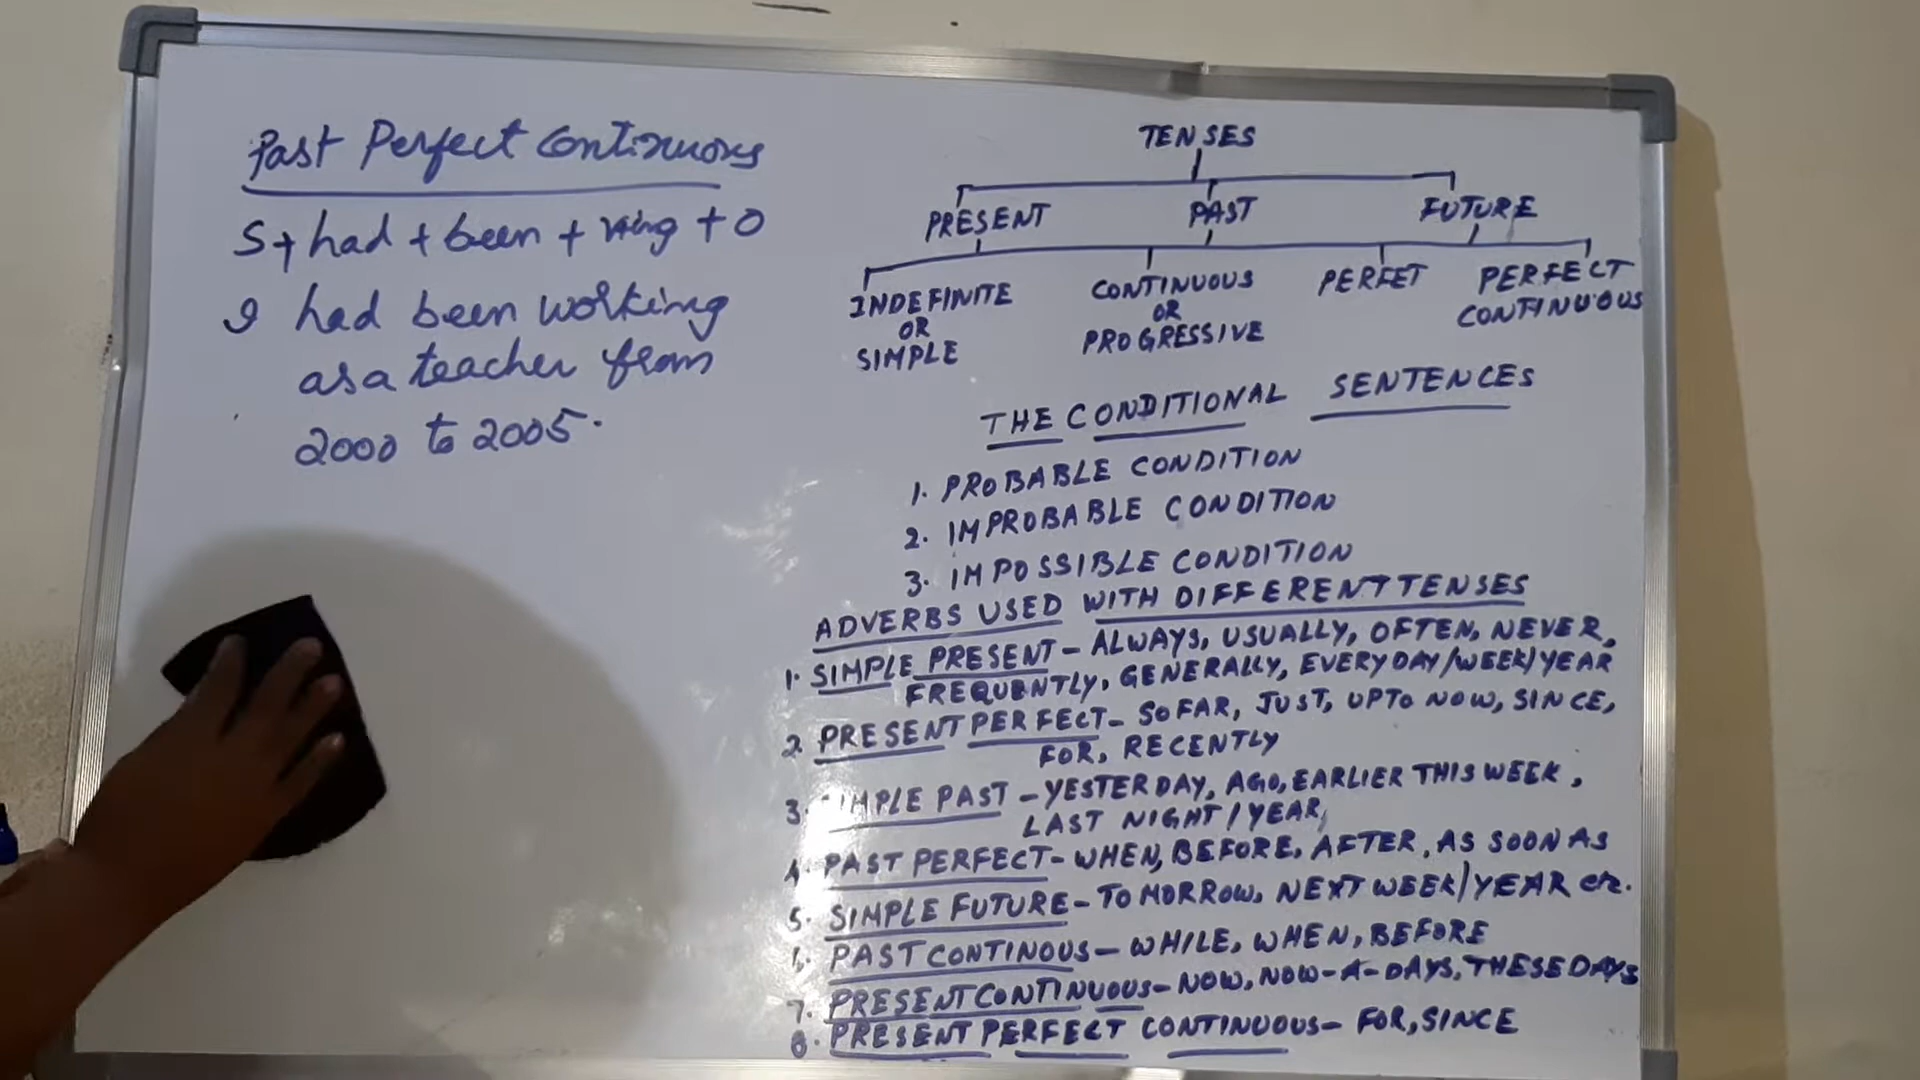 Past Perfect Continuous
S + had + been + ving + O
I had been working
as a teacher from
2000 to 2005.
TENSES
PRESENT PAST FUTURE
INDEFINITE OR SIMPLE
CONTINUOUS OR PROGRESSIVE
PERFET
PERFECT CONTINUOUS
THE CONDITIONAL SENTENCES
1. PROBABLE CONDITION
2. IMPROBABLE CONDITION
3. IMPOSSIBLE CONDITION
ADVERBS USED WITH DIFFERENT TENSES
1. SIMPLE PRESENT - ALWAYS, USUALLY, OFTEN, NEVER,
FREQUENTLY, GENERALLY, EVERYDAY/WEEK/YEAR
2. PRESENT PERFECT - SO FAR, JUST, UPTO NOW, SINCE,
FOR, RECENTLY
3. SIMPLE PAST - YESTERDAY, AGO, EARLIER THIS WEEK,
LAST NIGHT/YEAR,
4. PAST PERFECT - WHEN, BEFORE, AFTER, AS SOON AS
5. SIMPLE FUTURE - TOMORROW, NEXT WEEK/YEAR etc.
6. PAST CONTINOUS - WHILE, WHEN, BEFORE
7. PRESENT CONTINUOUS - NOW, NOW-A-DAYS, THESE DAYS
8. PRESENT PERFECT CONTINUOUS - FOR, SINCE